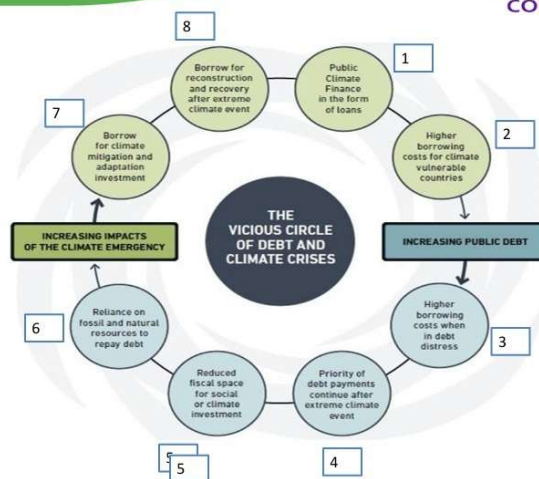 CO
8
Borrow for
reconstruction
and recovery
after extreme
climate event
Public
Climate
Finance
in the form
of loans
1
7
Borrow
for climate
mitigation and
adaptation
investment
Higher
borrowing
costs for climate
vulnerable
countries
2
THE
VICIOUS CIRCLE
OF DEBT AND
CLIMATE CRISES
INCREASING IMPACTS
OF THE CLIMATE EMERGENCY
INCREASING PUBLIC DEBT
6
Reliance on
fossil and natural
resources to
repay debt
Higher
borrowing
costs when
in debt
distress
3
Reduced
fiscal space
for social
or climate
investment
Priority of
debt payments
continue after
extreme climate
event
5
5
4